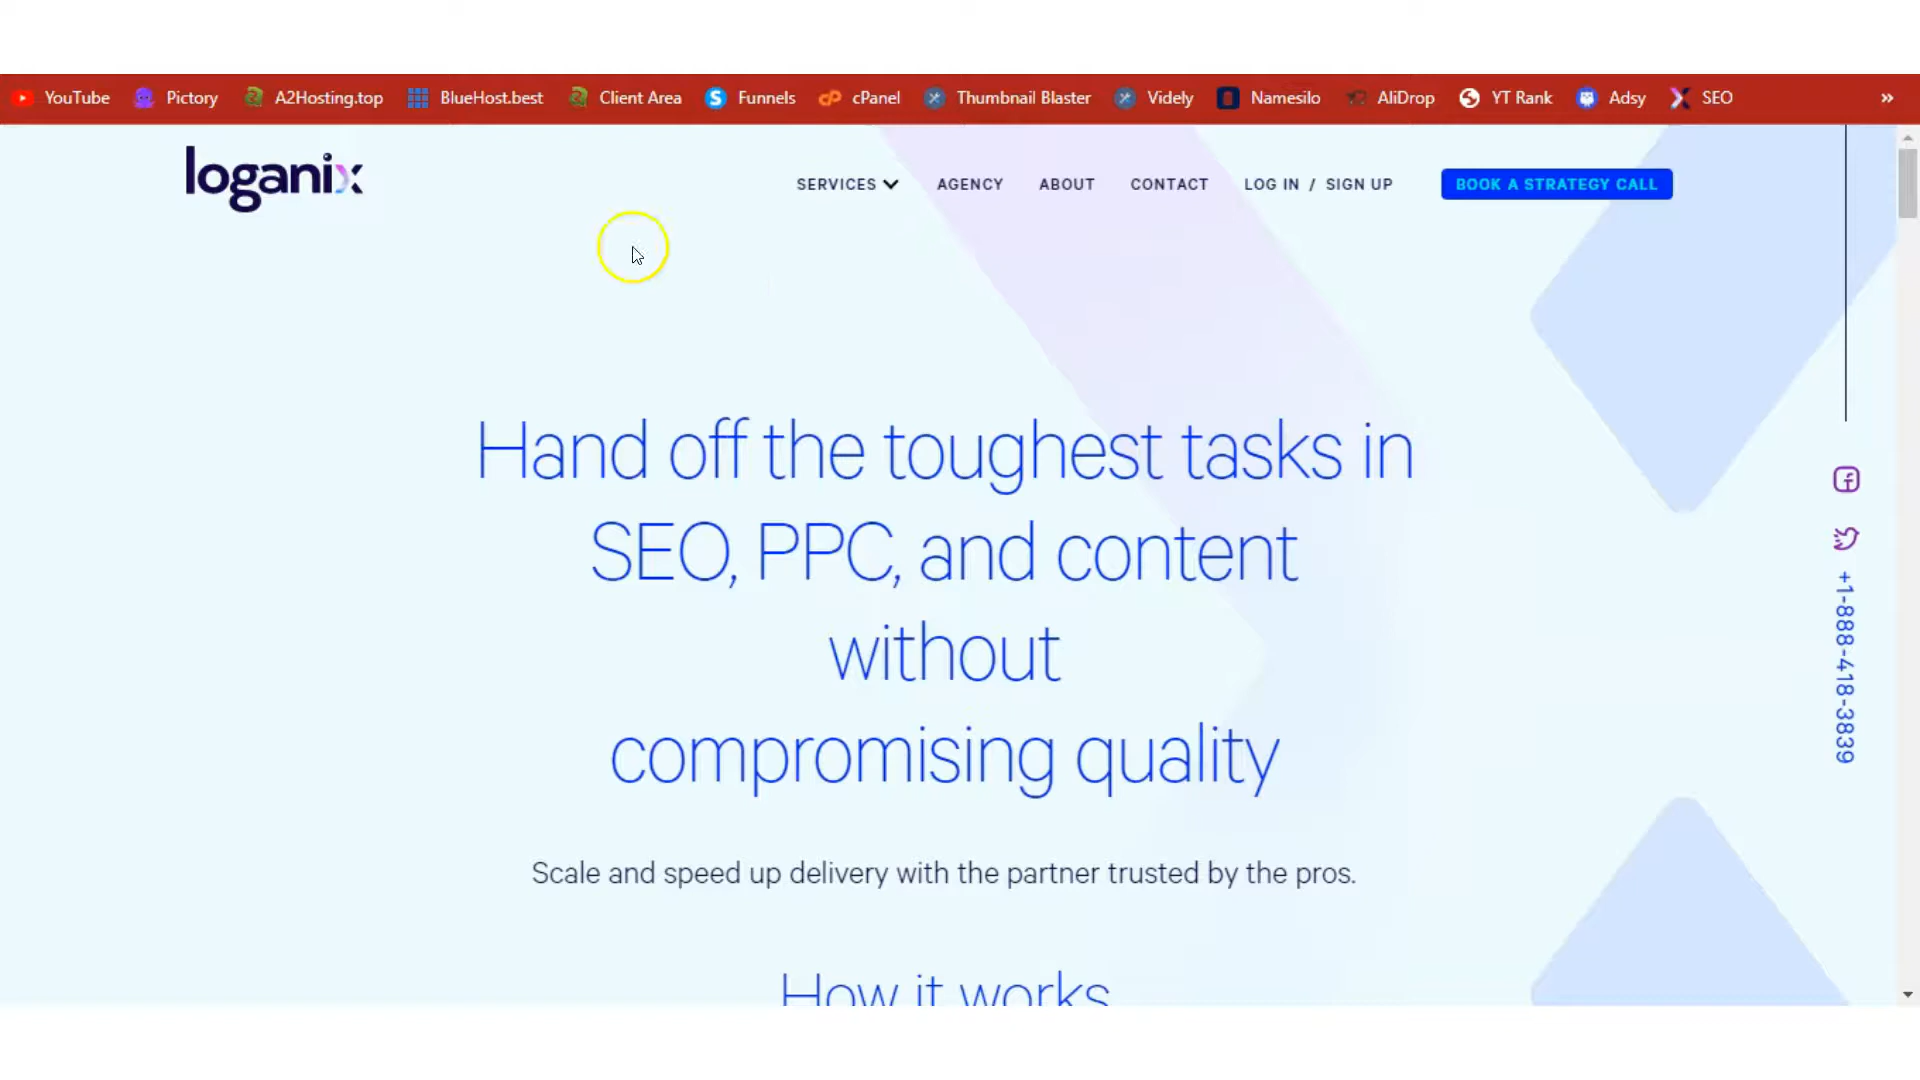 YouTube Pictory A2Hosting.top BlueHost.best Client Area Funnels cPanel Thumbnail Blaster Videly Namesilo AliDrop YT Rank Adsy SEO »
loganix
SERVICES AGENCY ABOUT CONTACT LOG IN / SIGN UP BOOK A STRATEGY CALL
Hand off the toughest tasks in
SEO, PPC, and content
without
compromising quality
Scale and speed up delivery with the partner trusted by the pros.
How it works
+1-888-418-3839